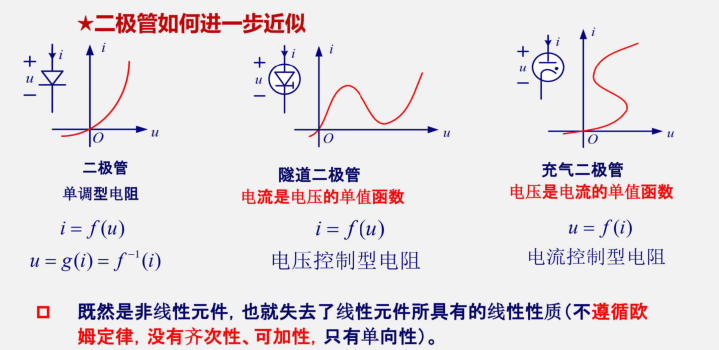 ★二极管如何进一步近似
+ i u −
i
O u
+ i u −
i
O u
+ i u −
i
O u
二极管
单调型电阻
i = f(u)
u = g(i) = f⁻¹(i)
隧道二极管
电流是电压的单值函数
i = f(u)
电压控制型电阻
充气二极管
电压是电流的单值函数
u = f(i)
电流控制型电阻
既然是非线性元件, 也就失去了线性元件所具有的线性性质(不遵循欧
姆定律, 没有齐次性、可加性, 只有单向性)。